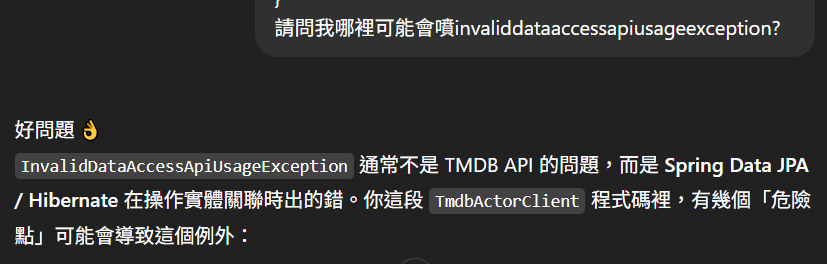 }
請問我哪裡可能會噴invaliddataaccessapiusageexception?
好問題 👌
InvalidDataAccessApiUsageException 通常不是 TMDB API 的問題，而是 Spring Data JPA
/ Hibernate 在操作實體關聯時出的錯。你這段 TmdbActorClient 程式碼裡，有幾個「危險
點」可能會導致這個例外：